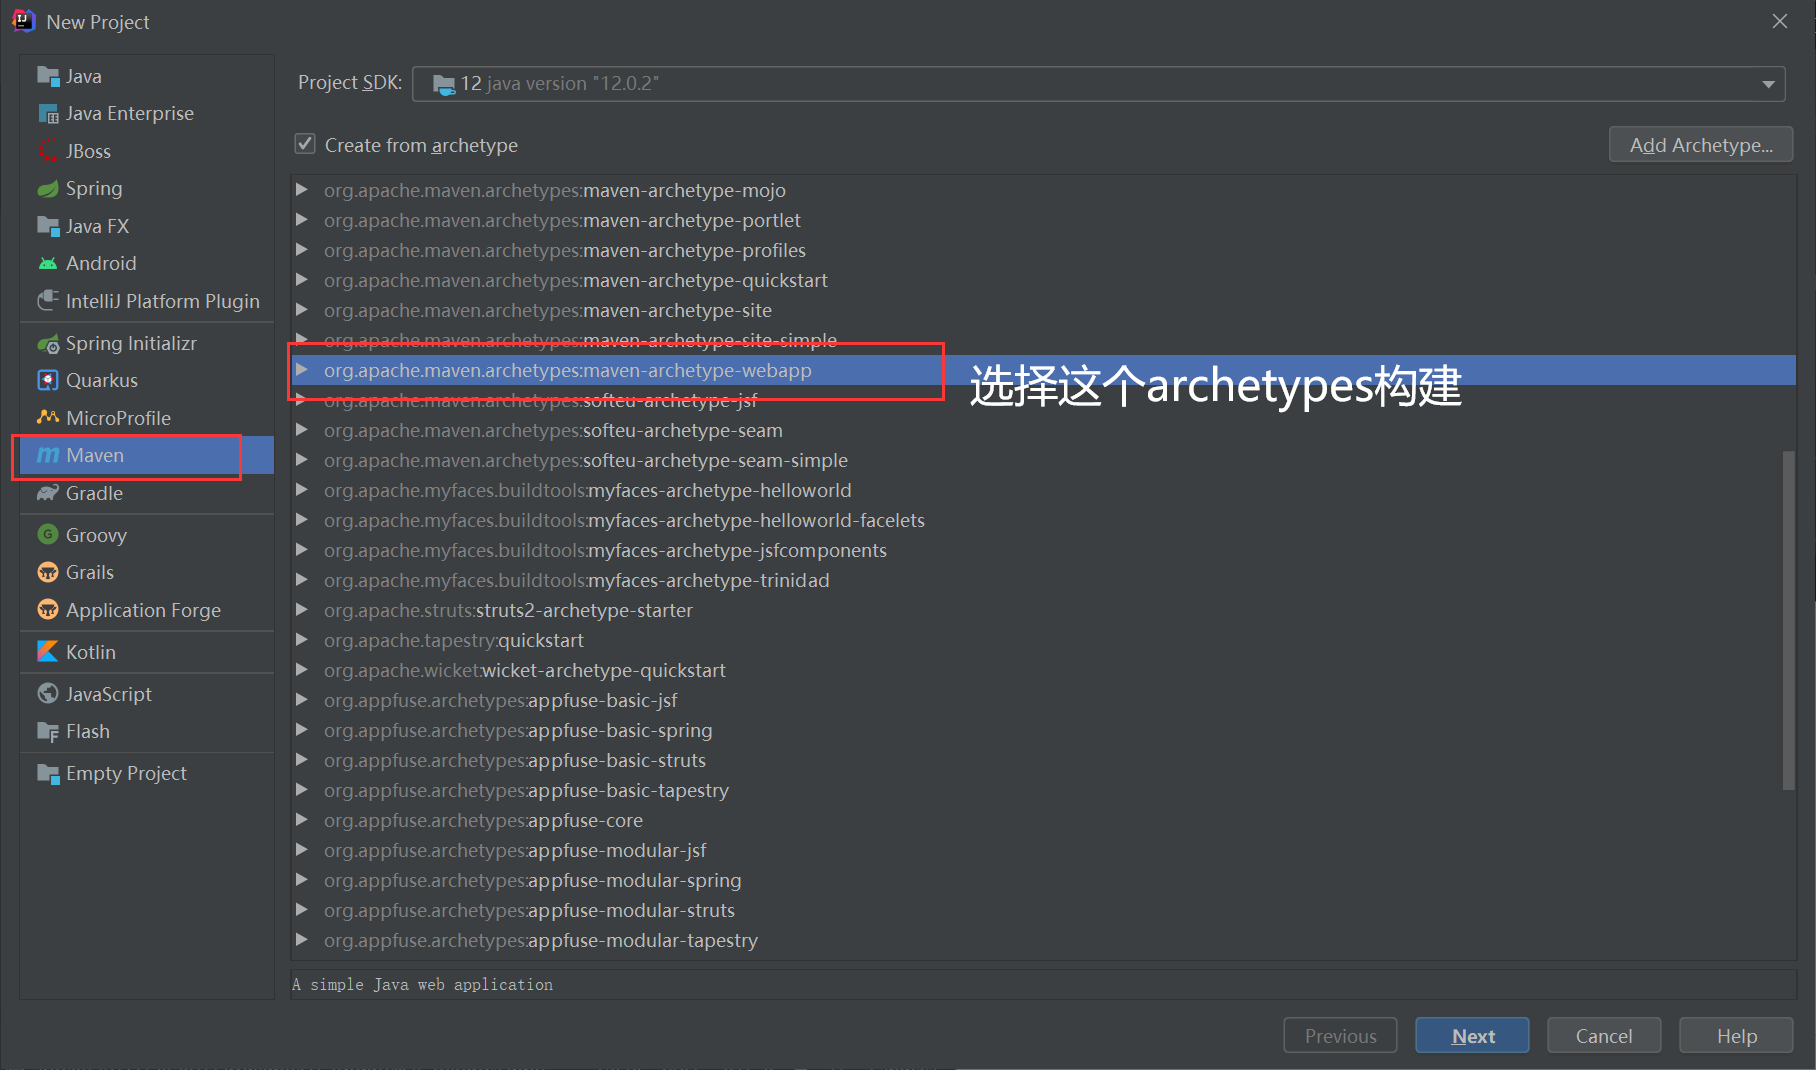 New Project
Java
Java Enterprise
JBoss
Spring
Java FX
Android
IntelliJ Platform Plugin
Spring Initializr
Quarkus
MicroProfile
Maven
Gradle
Groovy
Grails
Application Forge
Kotlin
JavaScript
Flash
Empty Project
Project SDK: 12 java version "12.0.2"
Create from archetype
Add Archetype...
org.apache.maven.archetypes:maven-archetype-mojo
org.apache.maven.archetypes:maven-archetype-portlet
org.apache.maven.archetypes:maven-archetype-profiles
org.apache.maven.archetypes:maven-archetype-quickstart
org.apache.maven.archetypes:maven-archetype-site
org.apache.maven.archetypes:maven-archetype-site-simple
org.apache.maven.archetypes:maven-archetype-webapp
选择这个archetypes构建
org.apache.maven.archetypes:softeu-archetype-jsf
org.apache.maven.archetypes:softeu-archetype-seam
org.apache.maven.archetypes:softeu-archetype-seam-simple
org.apache.myfaces.buildtools:myfaces-archetype-helloworld
org.apache.myfaces.buildtools:myfaces-archetype-helloworld-facelets
org.apache.myfaces.buildtools:myfaces-archetype-jsfcomponents
org.apache.myfaces.buildtools:myfaces-archetype-trinidad
org.apache.struts:struts2-archetype-starter
org.apache.tapestry:quickstart
org.apache.wicket:wicket-archetype-quickstart
org.appfuse.archetypes:appfuse-basic-jsf
org.appfuse.archetypes:appfuse-basic-spring
org.appfuse.archetypes:appfuse-basic-struts
org.appfuse.archetypes:appfuse-basic-tapestry
org.appfuse.archetypes:appfuse-core
org.appfuse.archetypes:appfuse-modular-jsf
org.appfuse.archetypes:appfuse-modular-spring
org.appfuse.archetypes:appfuse-modular-struts
org.appfuse.archetypes:appfuse-modular-tapestry
A simple Java web application
Previous
Next
Cancel
Help